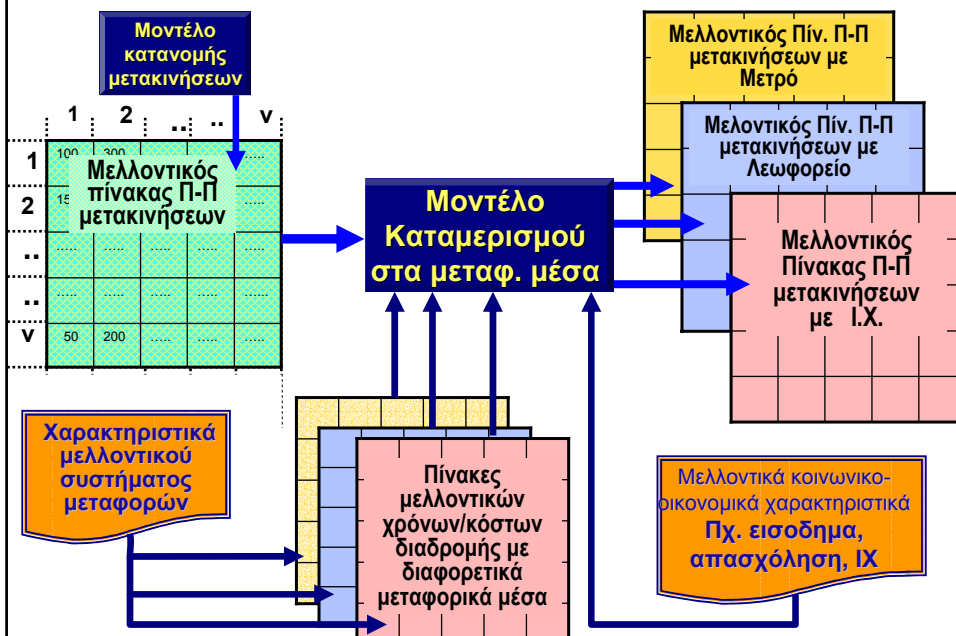 Μοντέλο
κατανομής
μετακινήσεων
1 2 .. .. ν
1
2
..
..
ν
100 300 .....
Μελλοντικός
πίνακας Π-Π
μετακινήσεων
.....
..... ..... ..... ..... .....
..... ..... ..... ..... .....
50 200 ..... ..... .....
Μοντέλο
Καταμερισμού
στα μεταφ. μέσα
Μελλοντικός Πίν. Π-Π
μετακινήσεων με
Μετρό
Μελοντικός Πίν. Π-Π
μετακινήσεων με
Λεωφορείο
Μελλοντικός
Πίνακας Π-Π
μετακινήσεων
με Ι.Χ.
Χαρακτηριστικά
μελλοντικού
συστήματος
μεταφορών
Πίνακες
μελλοντικών
χρόνων/κόστων
διαδρομής με
διαφορετικά
μεταφορικά μέσα
Μελλοντικά κοινωνικο-
οικονομικά χαρακτηριστικά
Πχ. εισοδημα,
απασχόληση, ΙΧ